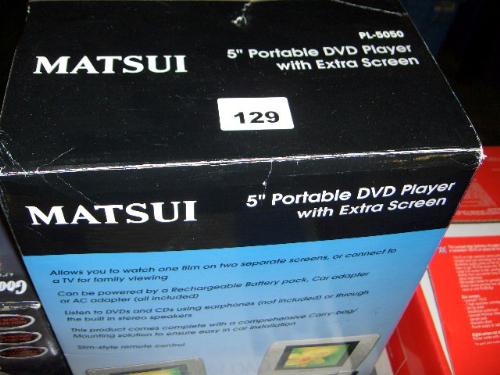 PL-5050
MATSUI
5" Portable DVD Player
with Extra Screen
129
MATSUI
5" Portable DVD Player
with Extra Screen
Allows you to watch one film on two separate screens, or connect to
a TV for family viewing
Can be powered by a Rechargeable Battery pack, Car adapter
or AC adapter (all included)
Listen to DVDs and CDs using earphones (not included) or through
the built in stereo speakers
This product comes complete with a comprehensive Carry-bag/
Mounting solution to ensure easy in car installation
Slim-style remote control
Goo